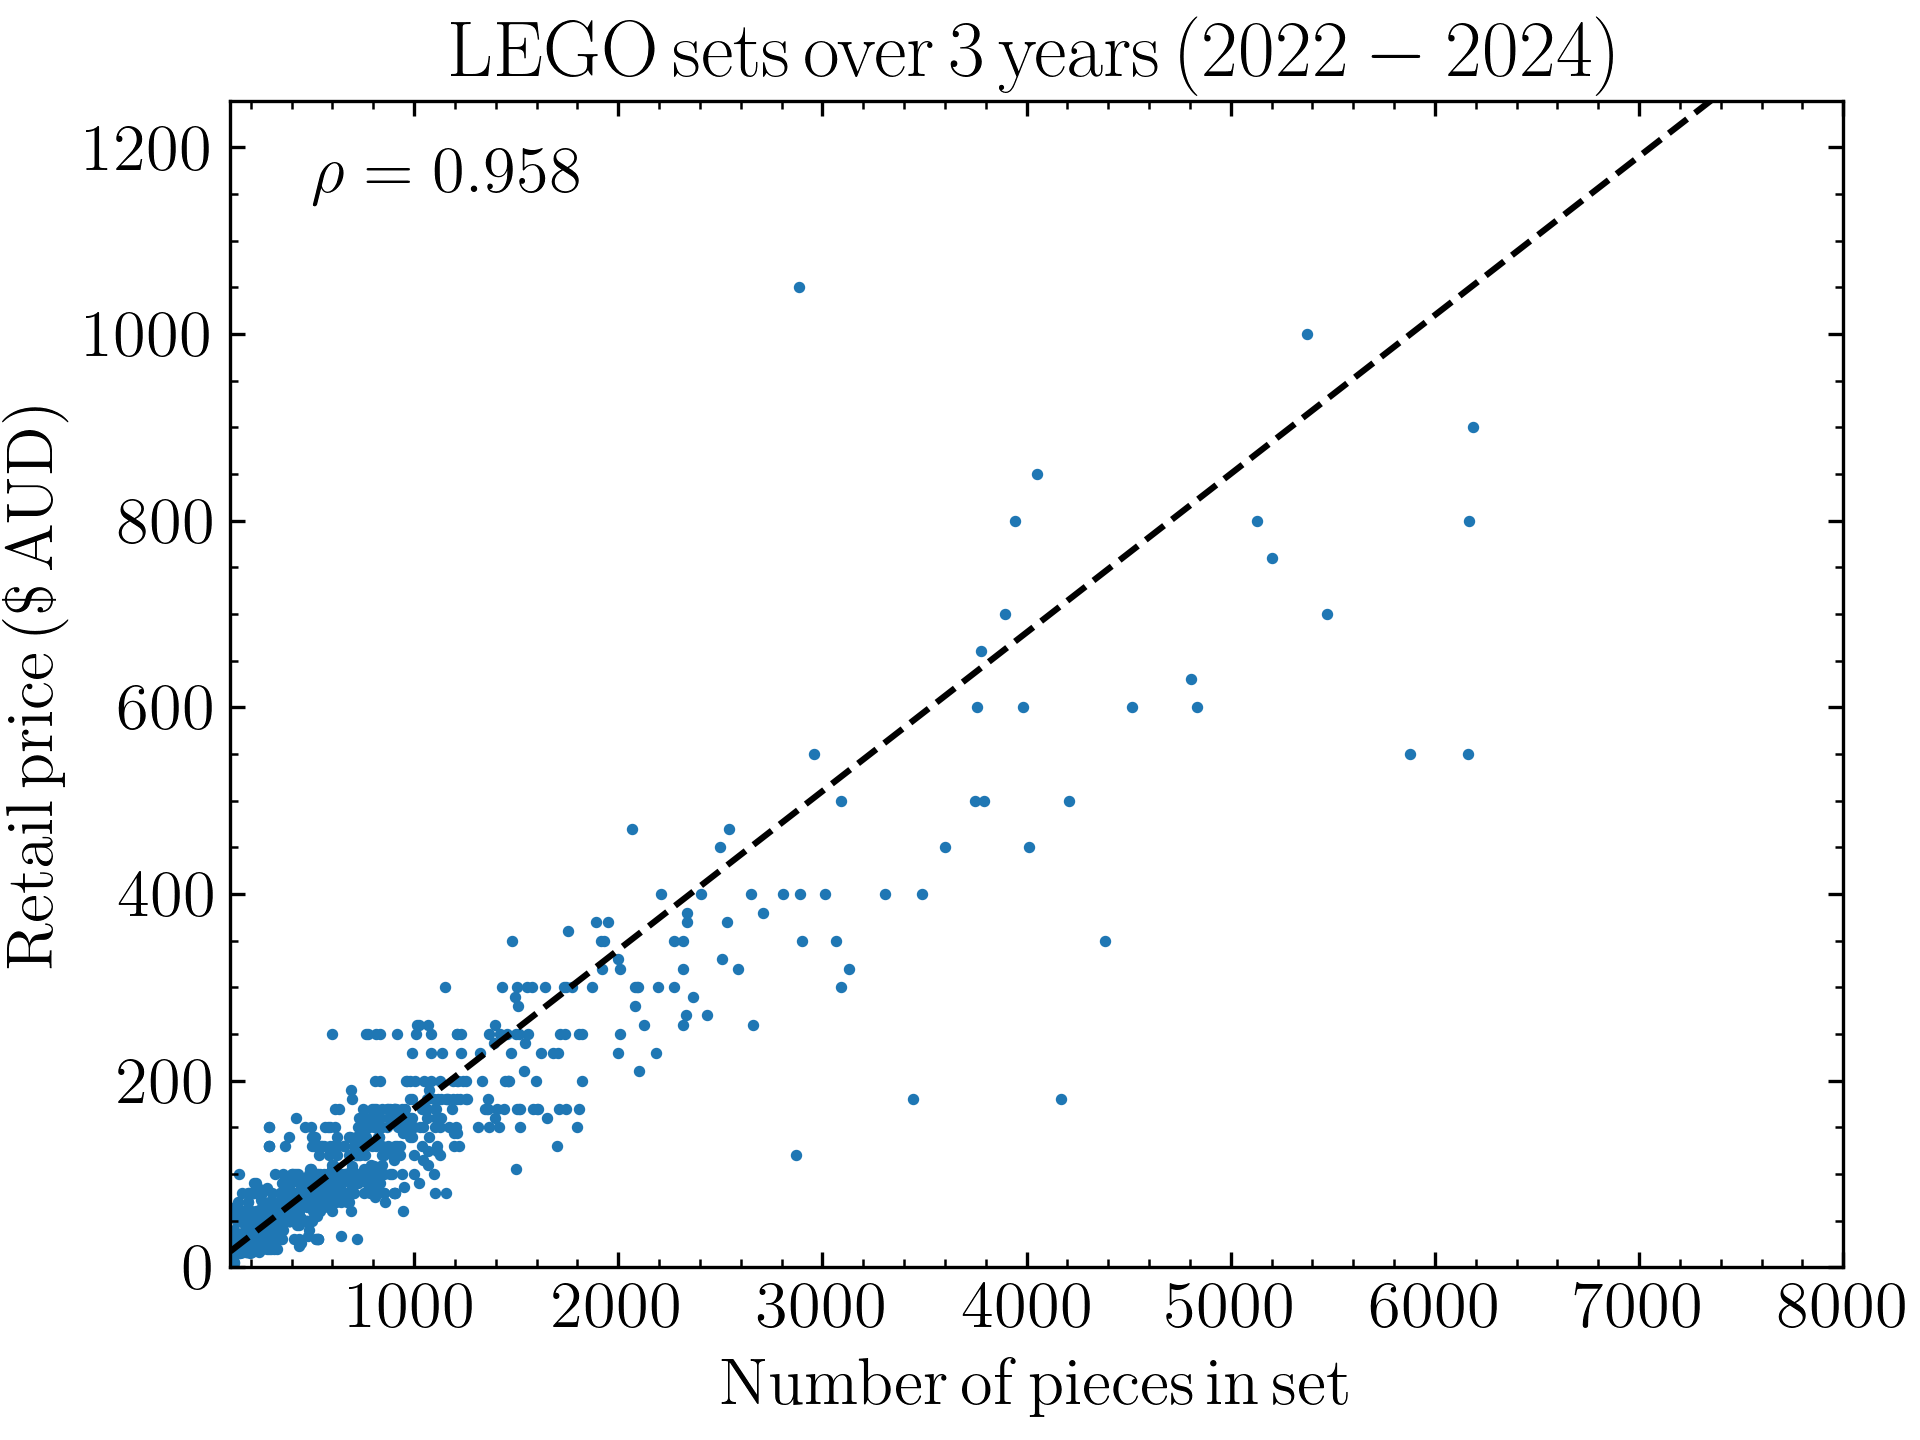 LEGO sets over 3 years (2022 − 2024)
ρ = 0.958
1200
1000
800
600
400
200
0
Retail price ($ AUD)
1000 2000 3000 4000 5000 6000 7000 8000
Number of pieces in set